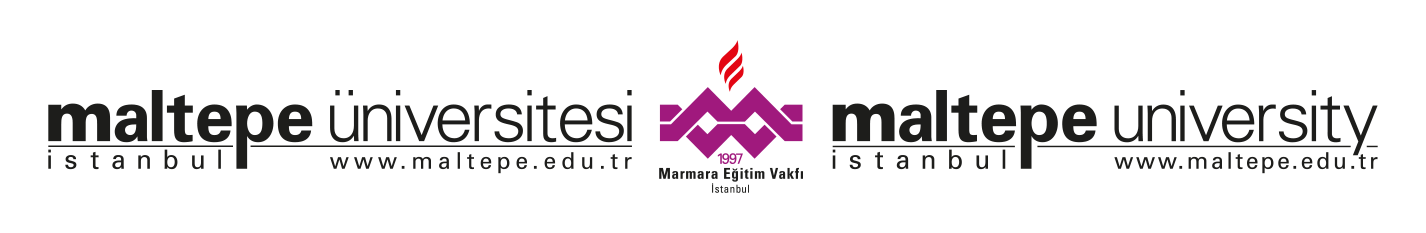 maltepe üniversitesi
istanbul www.maltepe.edu.tr
1997
Marmara Eğitim Vakfı
İstanbul
maltepe university
istanbul www.maltepe.edu.tr